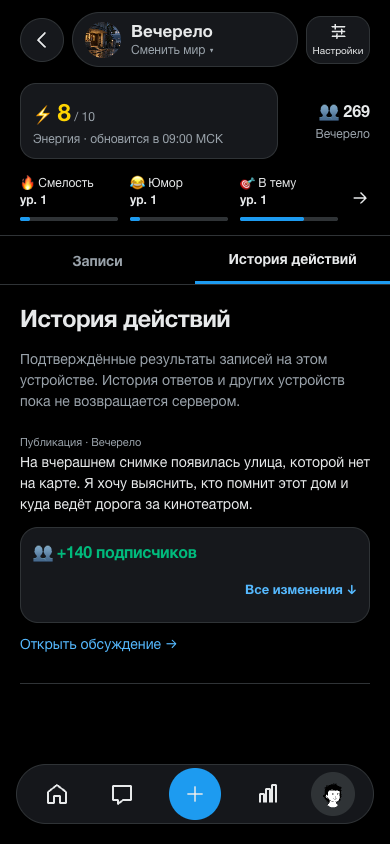 Вечерело
Сменить мир ▾
Настройки
8 / 10
Энергия · обновится в 09:00 МСК
269
Вечерело
Смелость
ур. 1
Юмор
ур. 1
В тему
ур. 1
Записи
История действий
История действий
Подтверждённые результаты записей на этом
устройстве. История ответов и других устройств
пока не возвращается сервером.
Публикация · Вечерело
На вчерашнем снимке появилась улица, которой нет
на карте. Я хочу выяснить, кто помнит этот дом и
куда ведёт дорога за кинотеатром.
+140 подписчиков
Все изменения ↓
Открыть обсуждение →